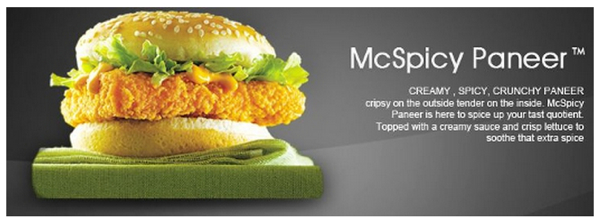 McSpicy Paneer™
CREAMY , SPICY, CRUNCHY PANEER
cripsy on the outside tender on the inside. McSpicy
Paneer is here to spice up your tast quotient.
Topped with a creamy sauce and crisp lettuce to
soothe that extra spice